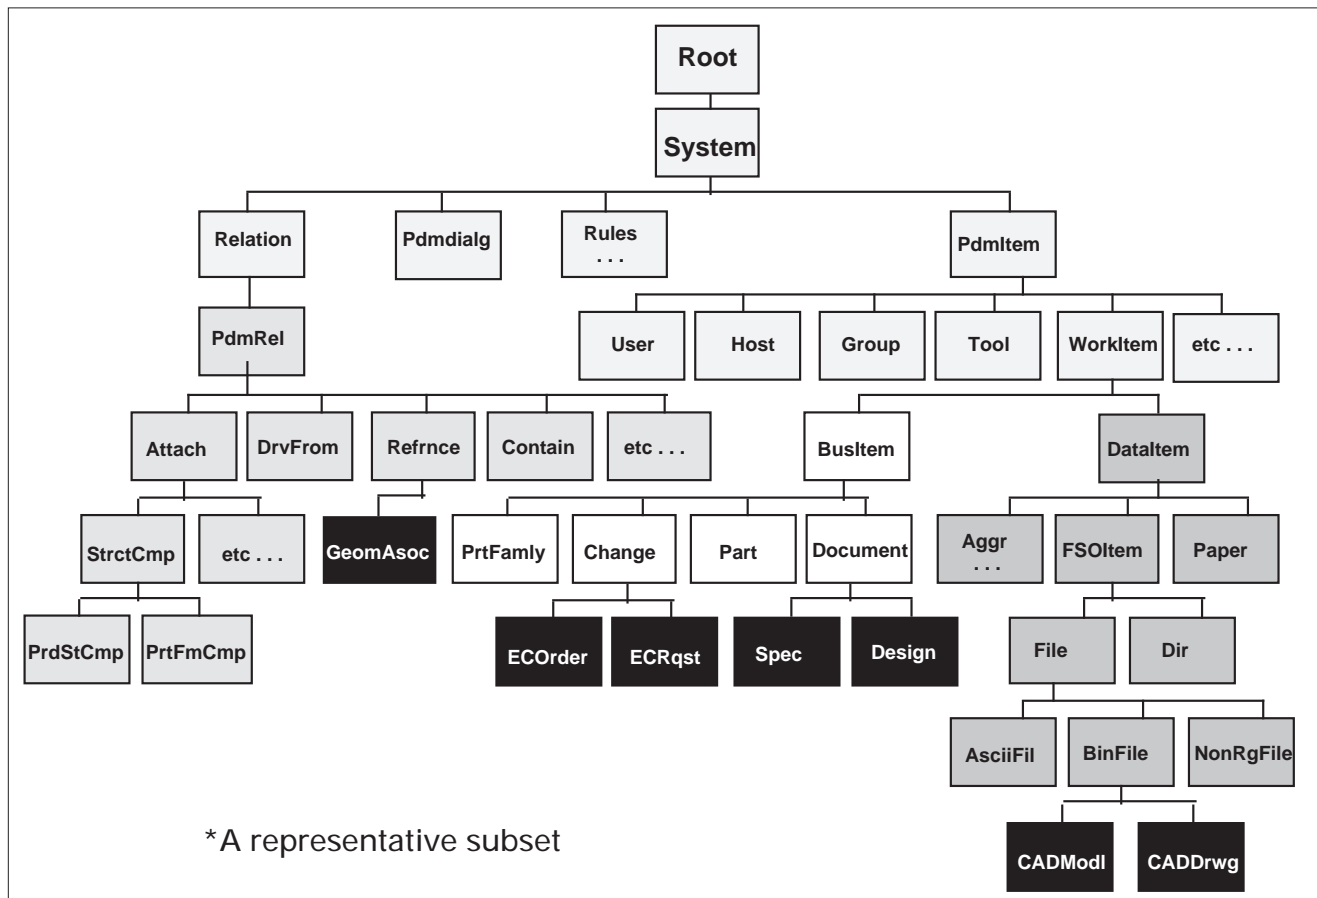 Root
System
Relation
Pdmdialg
Rules
. . .
PdmItem
PdmRel
User
Host
Group
Tool
WorkItem
etc . . .
Attach
DrvFrom
Refrnce
Contain
etc . . .
BusItem
DataItem
StrctCmp
etc . . .
GeomAsoc
PrtFamly
Change
Part
Document
Aggr
. . .
FSOItem
Paper
PrdStCmp
PrtFmCmp
ECOrder
ECRqst
Spec
Design
File
Dir
AsciiFil
BinFile
NonRgFile
CADModl
CADDrwg
*A representative subset